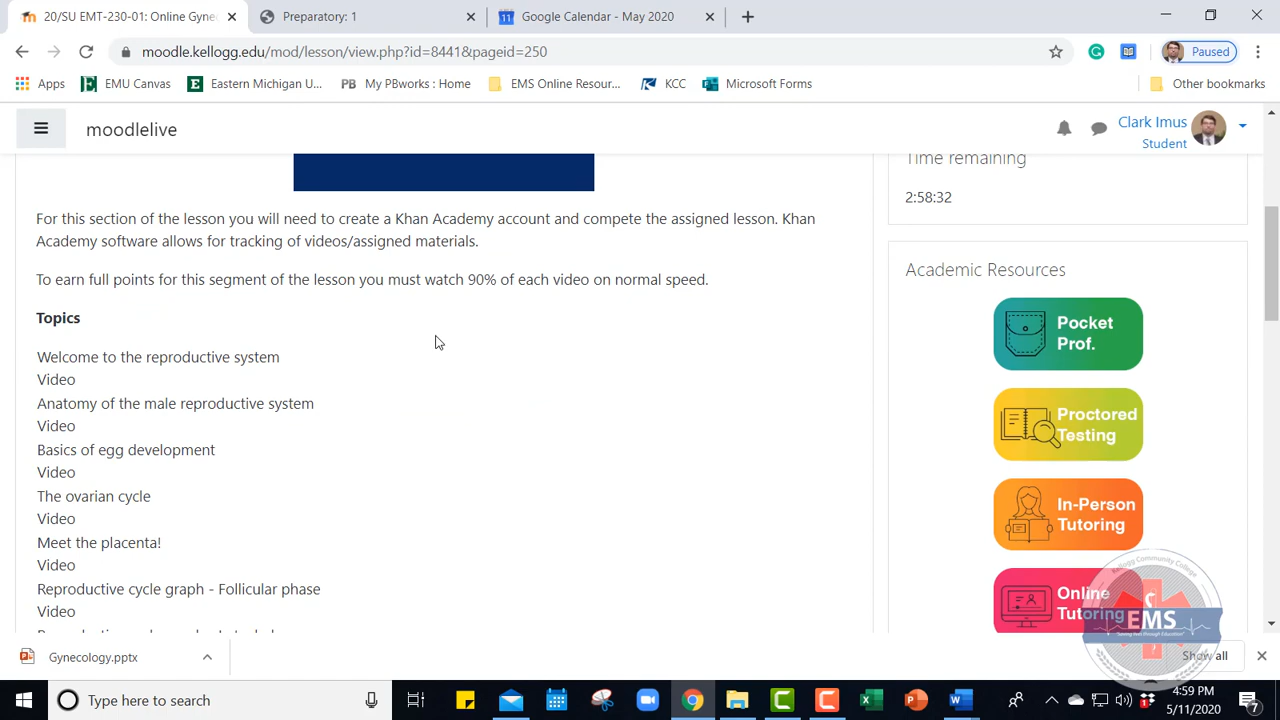 20/SU EMT-230-01: Online Gyne
Preparatory: 1
Google Calendar - May 2020
moodle.kellogg.edu/mod/lesson/view.php?id=8441&pageid=250
Paused
Apps
EMU Canvas
Eastern Michigan U...
PB My PBworks : Home
EMS Online Resour...
KCC
Microsoft Forms
Other bookmarks
moodlelive
Clark Imus
Student
Time remaining
2:58:32
For this section of the lesson you will need to create a Khan Academy account and compete the assigned lesson. Khan
Academy software allows for tracking of videos/assigned materials.
To earn full points for this segment of the lesson you must watch 90% of each video on normal speed.
Topics
Welcome to the reproductive system
Video
Anatomy of the male reproductive system
Video
Basics of egg development
Video
The ovarian cycle
Video
Meet the placenta!
Video
Reproductive cycle graph - Follicular phase
Video
Academic Resources
Pocket
Prof.
Proctored
Testing
In-Person
Tutoring
Online
Tutoring
Kellogg Community College
EMS
Gynecology.pptx
Show all
Type here to search
4:59 PM
5/11/2020
7